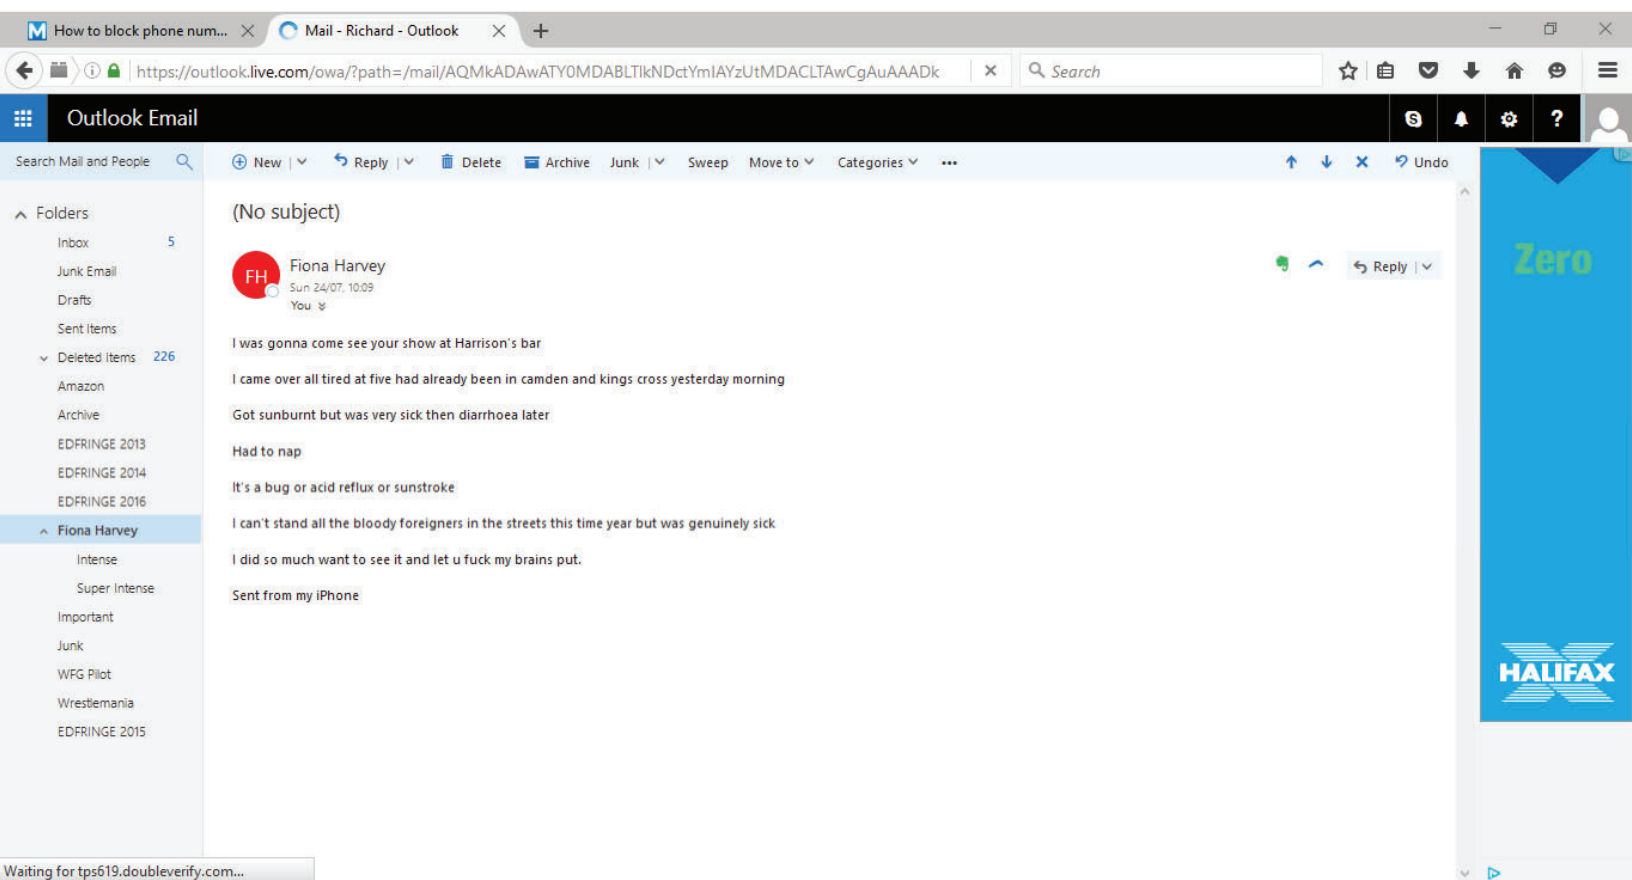 How to block phone num...
Mail - Richard - Outlook
https://outlook.live.com/owa/?path=/mail/AQMkADAwATY0MDABLTlkNDctYmIAYzUtMDACLTAwCgAuAAADk
Search
Outlook Email
?
Search Mail and People
New
Reply
Delete
Archive
Junk
Sweep
Move to
Categories
Undo
Folders
Inbox 5
Junk Email
Drafts
Sent Items
Deleted Items 226
Amazon
Archive
EDFRINGE 2013
EDFRINGE 2014
EDFRINGE 2016
Fiona Harvey
Intense
Super Intense
Important
Junk
WFG Pilot
Wrestlemania
EDFRINGE 2015
(No subject)
FH
Fiona Harvey
Sun 24/07, 10:09
You
Reply
I was gonna come see your show at Harrison's bar
I came over all tired at five had already been in camden and kings cross yesterday morning
Got sunburnt but was very sick then diarrhoea later
Had to nap
It's a bug or acid reflux or sunstroke
I can't stand all the bloody foreigners in the streets this time year but was genuinely sick
I did so much want to see it and let u fuck my brains put.
Sent from my iPhone
Zero
HALIFAX
Waiting for tps619.doubleverify.com...